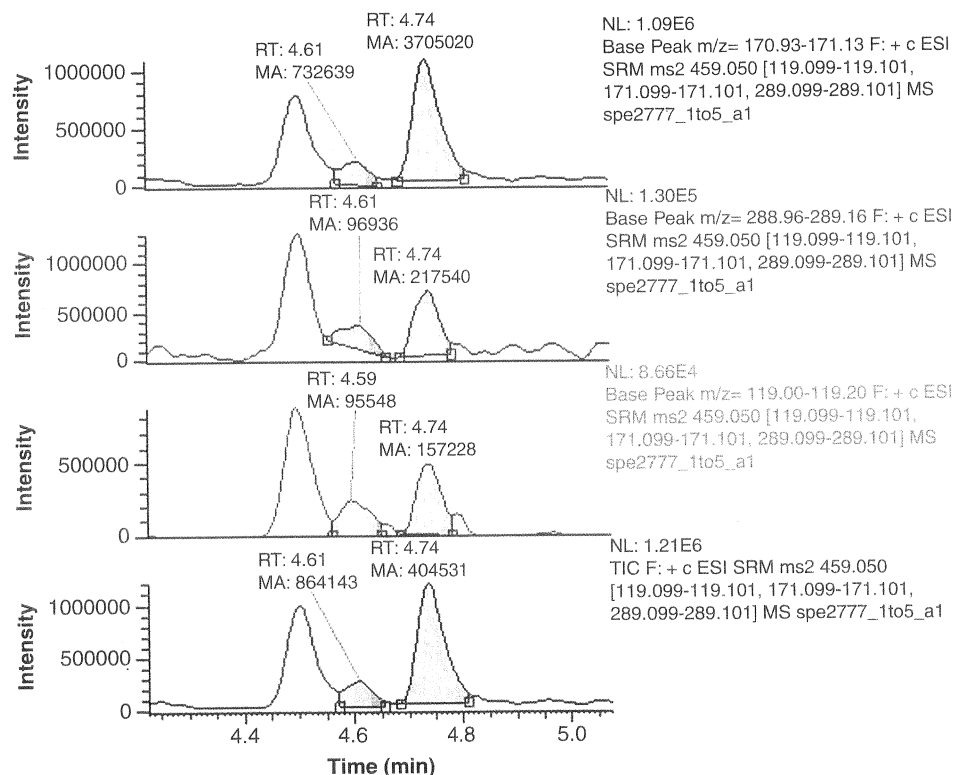 RT: 4.74
MA: 3705020
RT: 4.61
MA: 732639
NL: 1.09E6
Base Peak m/z= 170.93-171.13 F: + c ESI
SRM ms2 459.050 [119.099-119.101,
171.099-171.101, 289.099-289.101] MS
spe2777_1to5_a1
Intensity
1000000
500000
0
RT: 4.61
MA: 96936
RT: 4.74
MA: 217540
NL: 1.30E5
Base Peak m/z= 288.96-289.16 F: + c ESI
SRM ms2 459.050 [119.099-119.101,
171.099-171.101, 289.099-289.101] MS
spe2777_1to5_a1
Intensity
1000000
500000
0
RT: 4.59
MA: 95548
RT: 4.74
MA: 157228
NL: 8.66E4
Base Peak m/z= 119.00-119.20 F: + c ESI
SRM ms2 459.050 [119.099-119.101,
171.099-171.101, 289.099-289.101] MS
spe2777_1to5_a1
Intensity
500000
0
RT: 4.61
MA: 864143
RT: 4.74
MA: 404531
NL: 1.21E6
TIC F: + c ESI SRM ms2 459.050
[119.099-119.101, 171.099-171.101,
289.099-289.101] MS spe2777_1to5_a1
Intensity
1000000
500000
0
4.4 4.6 4.8 5.0
Time (min)